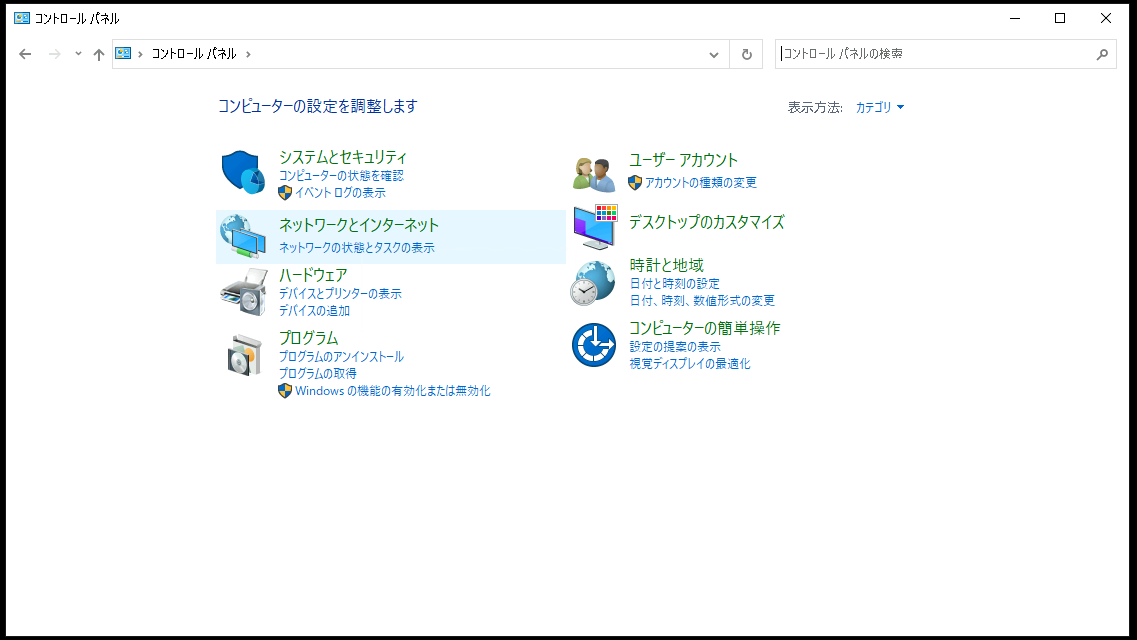 コントロール パネル
コントロール パネル
コントロール パネルの検索
コンピューターの設定を調整します
表示方法: カテゴリ
システムとセキュリティ
コンピューターの状態を確認
イベント ログの表示
ネットワークとインターネット
ネットワークの状態とタスクの表示
ハードウェア
デバイスとプリンターの表示
デバイスの追加
プログラム
プログラムのアンインストール
プログラムの取得
Windows の機能の有効化または無効化
ユーザー アカウント
アカウントの種類の変更
デスクトップのカスタマイズ
時計と地域
日付と時刻の設定
日付、時刻、数値形式の変更
コンピューターの簡単操作
設定の提案の表示
視覚ディスプレイの最適化